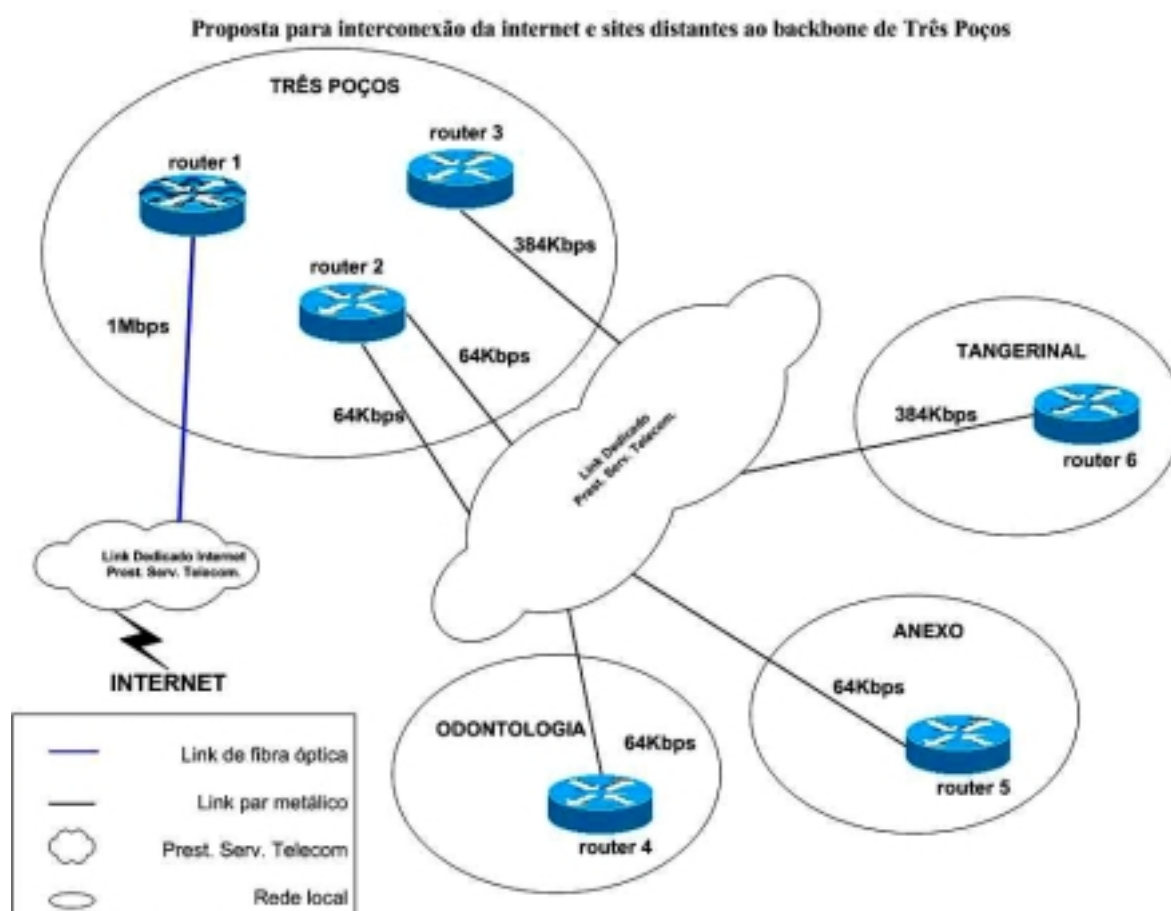 Proposta para interconexão da internet e sites distantes ao backbone de Três Poços
TRÊS POÇOS
router 3
router 1
384Kbps
router 2
1Mbps
64Kbps
64Kbps
TANGERINAL
384Kbps
router 6
Link Dedicado
Prest. Serv. Telecom.
Link Dedicado Internet
Prest. Serv. Telecom.
INTERNET
ANEXO
64Kbps
router 5
ODONTOLOGIA
64Kbps
router 4
Link de fibra óptica
Link par metálico
Prest. Serv. Telecom
Rede local